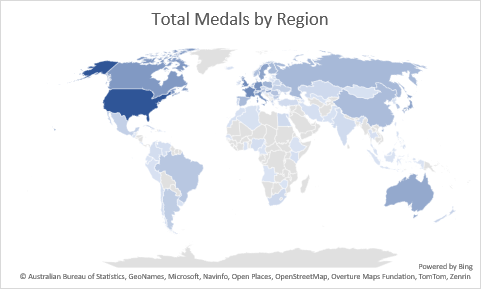 Total Medals by Region
Powered by Bing
© Australian Bureau of Statistics, GeoNames, Microsoft, Navinfo, Open Places, OpenStreetMap, Overture Maps Fundation, TomTom, Zenrin